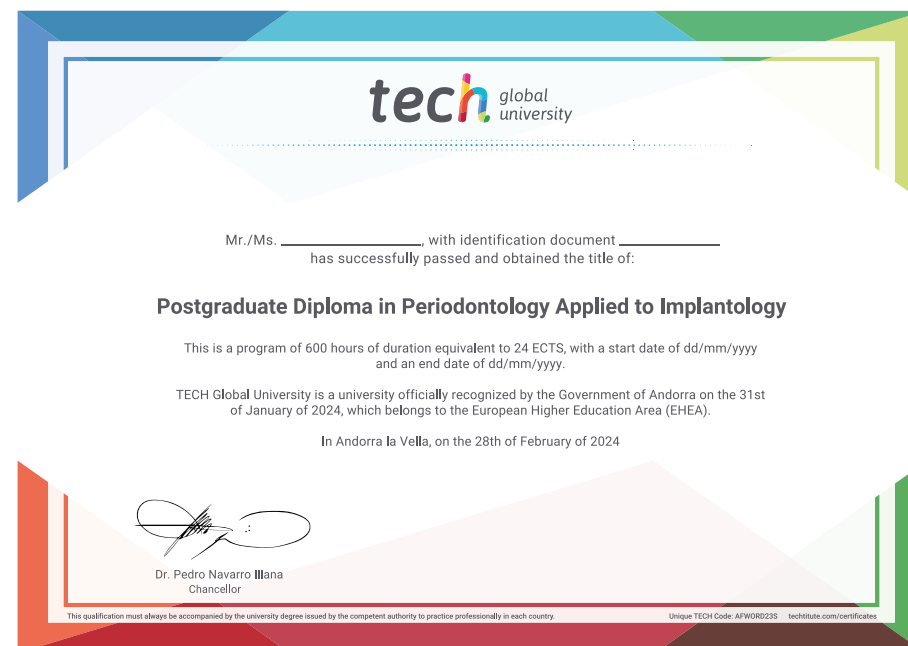 tech global university
Mr./Ms. ____________________, with identification document ______________
has successfully passed and obtained the title of:
Postgraduate Diploma in Periodontology Applied to Implantology
This is a program of 600 hours of duration equivalent to 24 ECTS, with a start date of dd/mm/yyyy
and an end date of dd/mm/yyyy.
TECH Global University is a university officially recognized by the Government of Andorra on the 31st
of January of 2024, which belongs to the European Higher Education Area (EHEA).
In Andorra la Vella, on the 28th of February of 2024
Dr. Pedro Navarro Illana
Chancellor
This qualification must always be accompanied by the university degree issued by the competent authority to practice professionally in each country.
Unique TECH Code: AFWORD23S techtitute.com/certificates